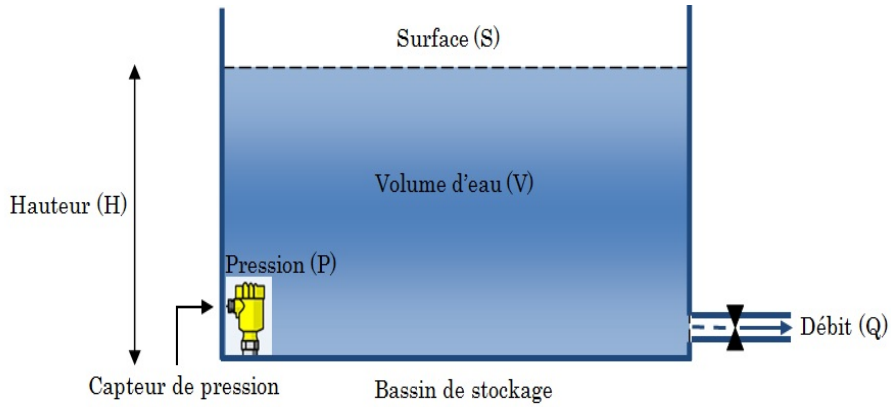 Surface (S)
Volume d'eau (V)
Hauteur (H)
Pression (P)
Débit (Q)
Capteur de pression
Bassin de stockage